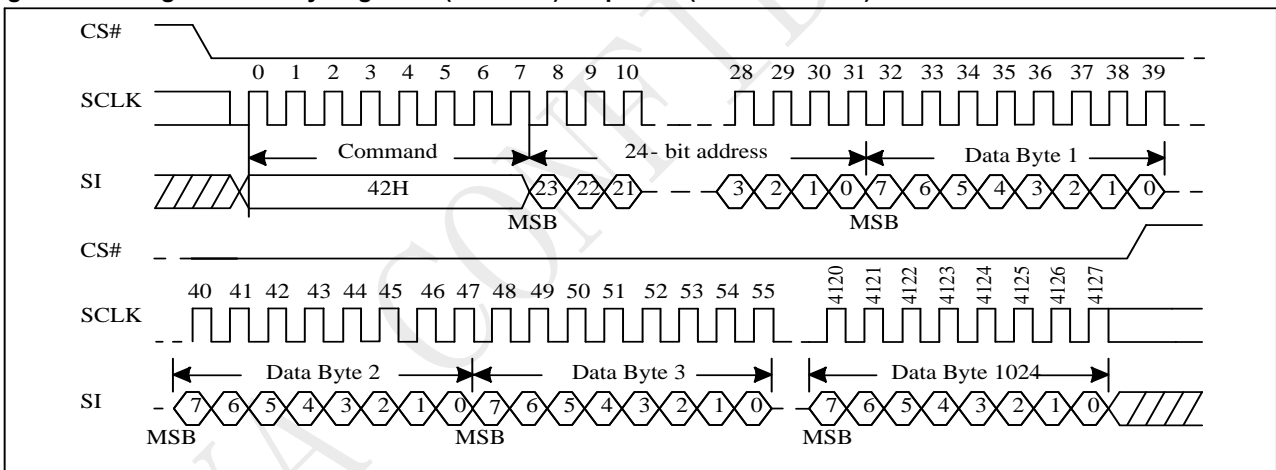 CS#
0 1 2 3 4 5 6 7 8 9 10 28 29 30 31 32 33 34 35 36 37 38 39
SCLK
Command 24- bit address Data Byte 1
SI 42H 23 22 21 3 2 1 0 7 6 5 4 3 2 1 0
MSB MSB
CS#
40 41 42 43 44 45 46 47 48 49 50 51 52 53 54 55 4120 4121 4122 4123 4124 4125 4126 4127
SCLK
Data Byte 2 Data Byte 3 Data Byte 1024
SI 7 6 5 4 3 2 1 0 7 6 5 4 3 2 1 0 7 6 5 4 3 2 1 0
MSB MSB MSB